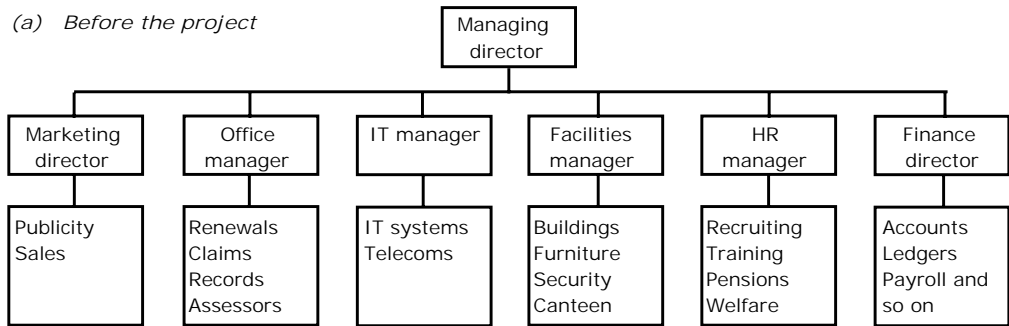 (a) Before the project
Managing
director
Marketing
director
Office
manager
IT manager
Facilities
manager
HR
manager
Finance
director
Publicity
Sales
Renewals
Claims
Records
Assessors
IT systems
Telecoms
Buildings
Furniture
Security
Canteen
Recruiting
Training
Pensions
Welfare
Accounts
Ledgers
Payroll and
so on